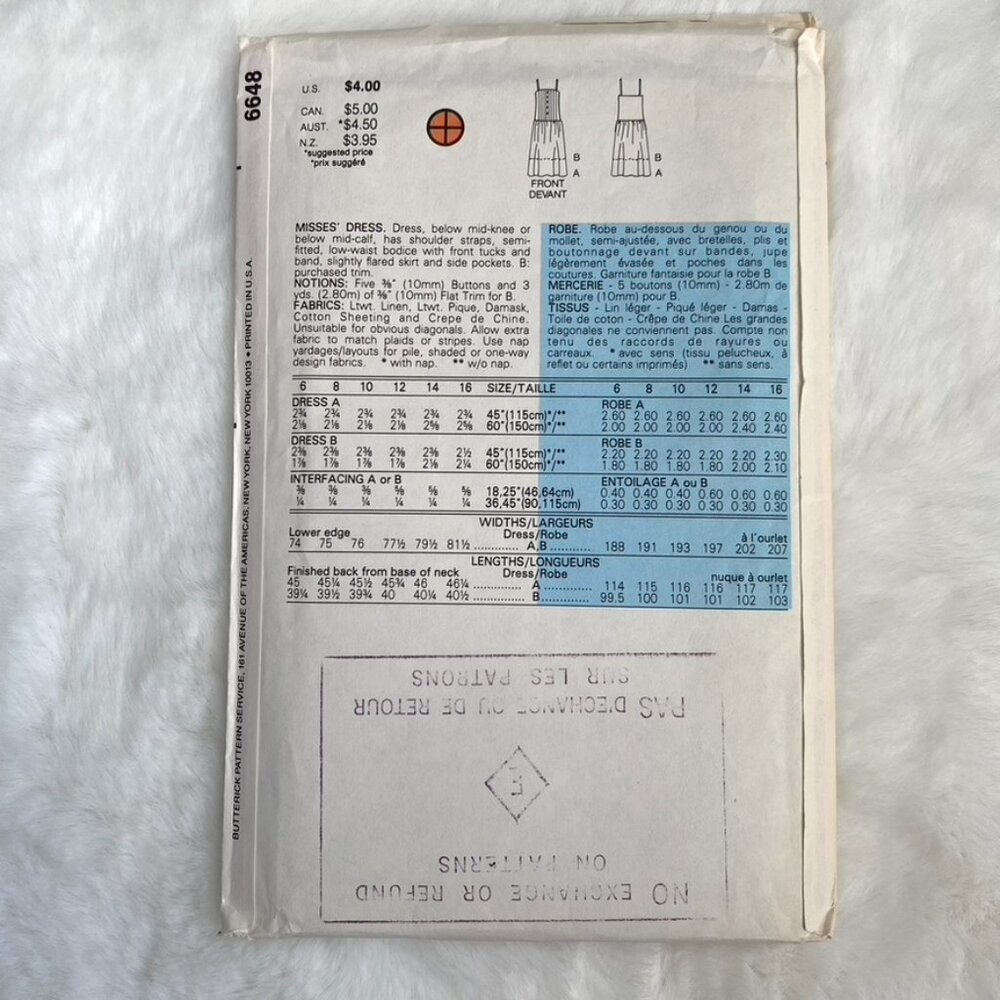 6648
U.S. $4.00
CAN. $5.00
AUST. *$4.50
N.Z. $3.95
*suggested price
*prix suggéré
B
A
B
A
FRONT
DEVANT
MISSES' DRESS. Dress, below mid-knee or
below mid-calf, has shoulder straps, semi-
fitted, low-waist bodice with front tucks and
band, slightly flared skirt and side pockets. B:
purchased trim.
NOTIONS: Five ⅜" (10mm) Buttons and 3
yds. (2.80m) of ⅜" (10mm) Flat Trim for B.
FABRICS: Ltwt. Linen, Ltwt. Pique, Damask,
Cotton Sheeting and Crepe de Chine.
Unsuitable for obvious diagonals. Allow extra
fabric to match plaids or stripes. Use nap
yardages/layouts for pile, shaded or one-way
design fabrics. * with nap. ** w/o nap.
ROBE. Robe au-dessous du genou ou du
mollet, semi-ajustée, avec bretelles, plis et
boutonnage devant sur bandes, jupe
légèrement évasée et poches dans les
coutures. Garniture fantaisie pour la robe B.
MERCERIE - 5 boutons (10mm) - 2.80m de
garniture (10mm) pour B.
TISSUS - Lin léger - Piqué léger - Damas -
Toile de coton - Crêpe de Chine. Les grandes
diagonales ne conviennent pas. Compte non
tenu des raccords de rayures ou
carreaux. * avec sens (tissu pelucheux, à
reflet ou certains imprimés) ** sans sens.
6 8 10 12 14 16 SIZE/TAILLE 6 8 10 12 14 16
DRESS A ROBE A
2¾ 2¾ 2¾ 2¾ 2¾ 2¾ 45"(115cm)*/** 2.60 2.60 2.60 2.60 2.60 2.60
2⅛ 2⅛ 2⅛ 2⅛ 2⅝ 2⅝ 60"(150cm)*/** 2.00 2.00 2.00 2.00 2.40 2.40
DRESS B ROBE B
2⅜ 2⅜ 2⅜ 2⅜ 2⅜ 2½ 45"(115cm)*/** 2.20 2.20 2.20 2.20 2.20 2.30
1⅞ 1⅞ 1⅞ 1⅞ 2⅛ 2¼ 60"(150cm)*/** 1.80 1.80 1.80 1.80 2.00 2.10
INTERFACING A or B ENTOILAGE A ou B
⅜ ⅜ ⅜ ⅝ ⅝ ⅝ 18,25"(46,64cm) 0.40 0.40 0.40 0.60 0.60 0.60
¼ ¼ ¼ ¼ ¼ ¼ 36,45"(90,115cm) 0.30 0.30 0.30 0.30 0.30 0.30
WIDTHS/LARGEURS
Lower edge Dress/Robe à l'ourlet
74 75 76 77½ 79½ 81½ ............. A,B ........... 188 191 193 197 202 207
LENGTHS/LONGUEURS
Finished back from base of neck Dress/Robe nuque à ourlet
45 45¼ 45½ 45¾ 46 46¼ .............. A ............. 114 115 116 116 117 117
39¼ 39½ 39¾ 40 40¼ 40½ .............. B ............. 99.5 100 101 101 102 103
BUTTERICK PATTERN SERVICE, 161 AVENUE OF THE AMERICAS, NEW YORK, NEW YORK 10013 • PRINTED IN U.S.A.
NO EXCHANGE OR REFUND
ON PATTERNS
PAS D'ECHANGE OU DE RETOUR
SUR LES PATRONS